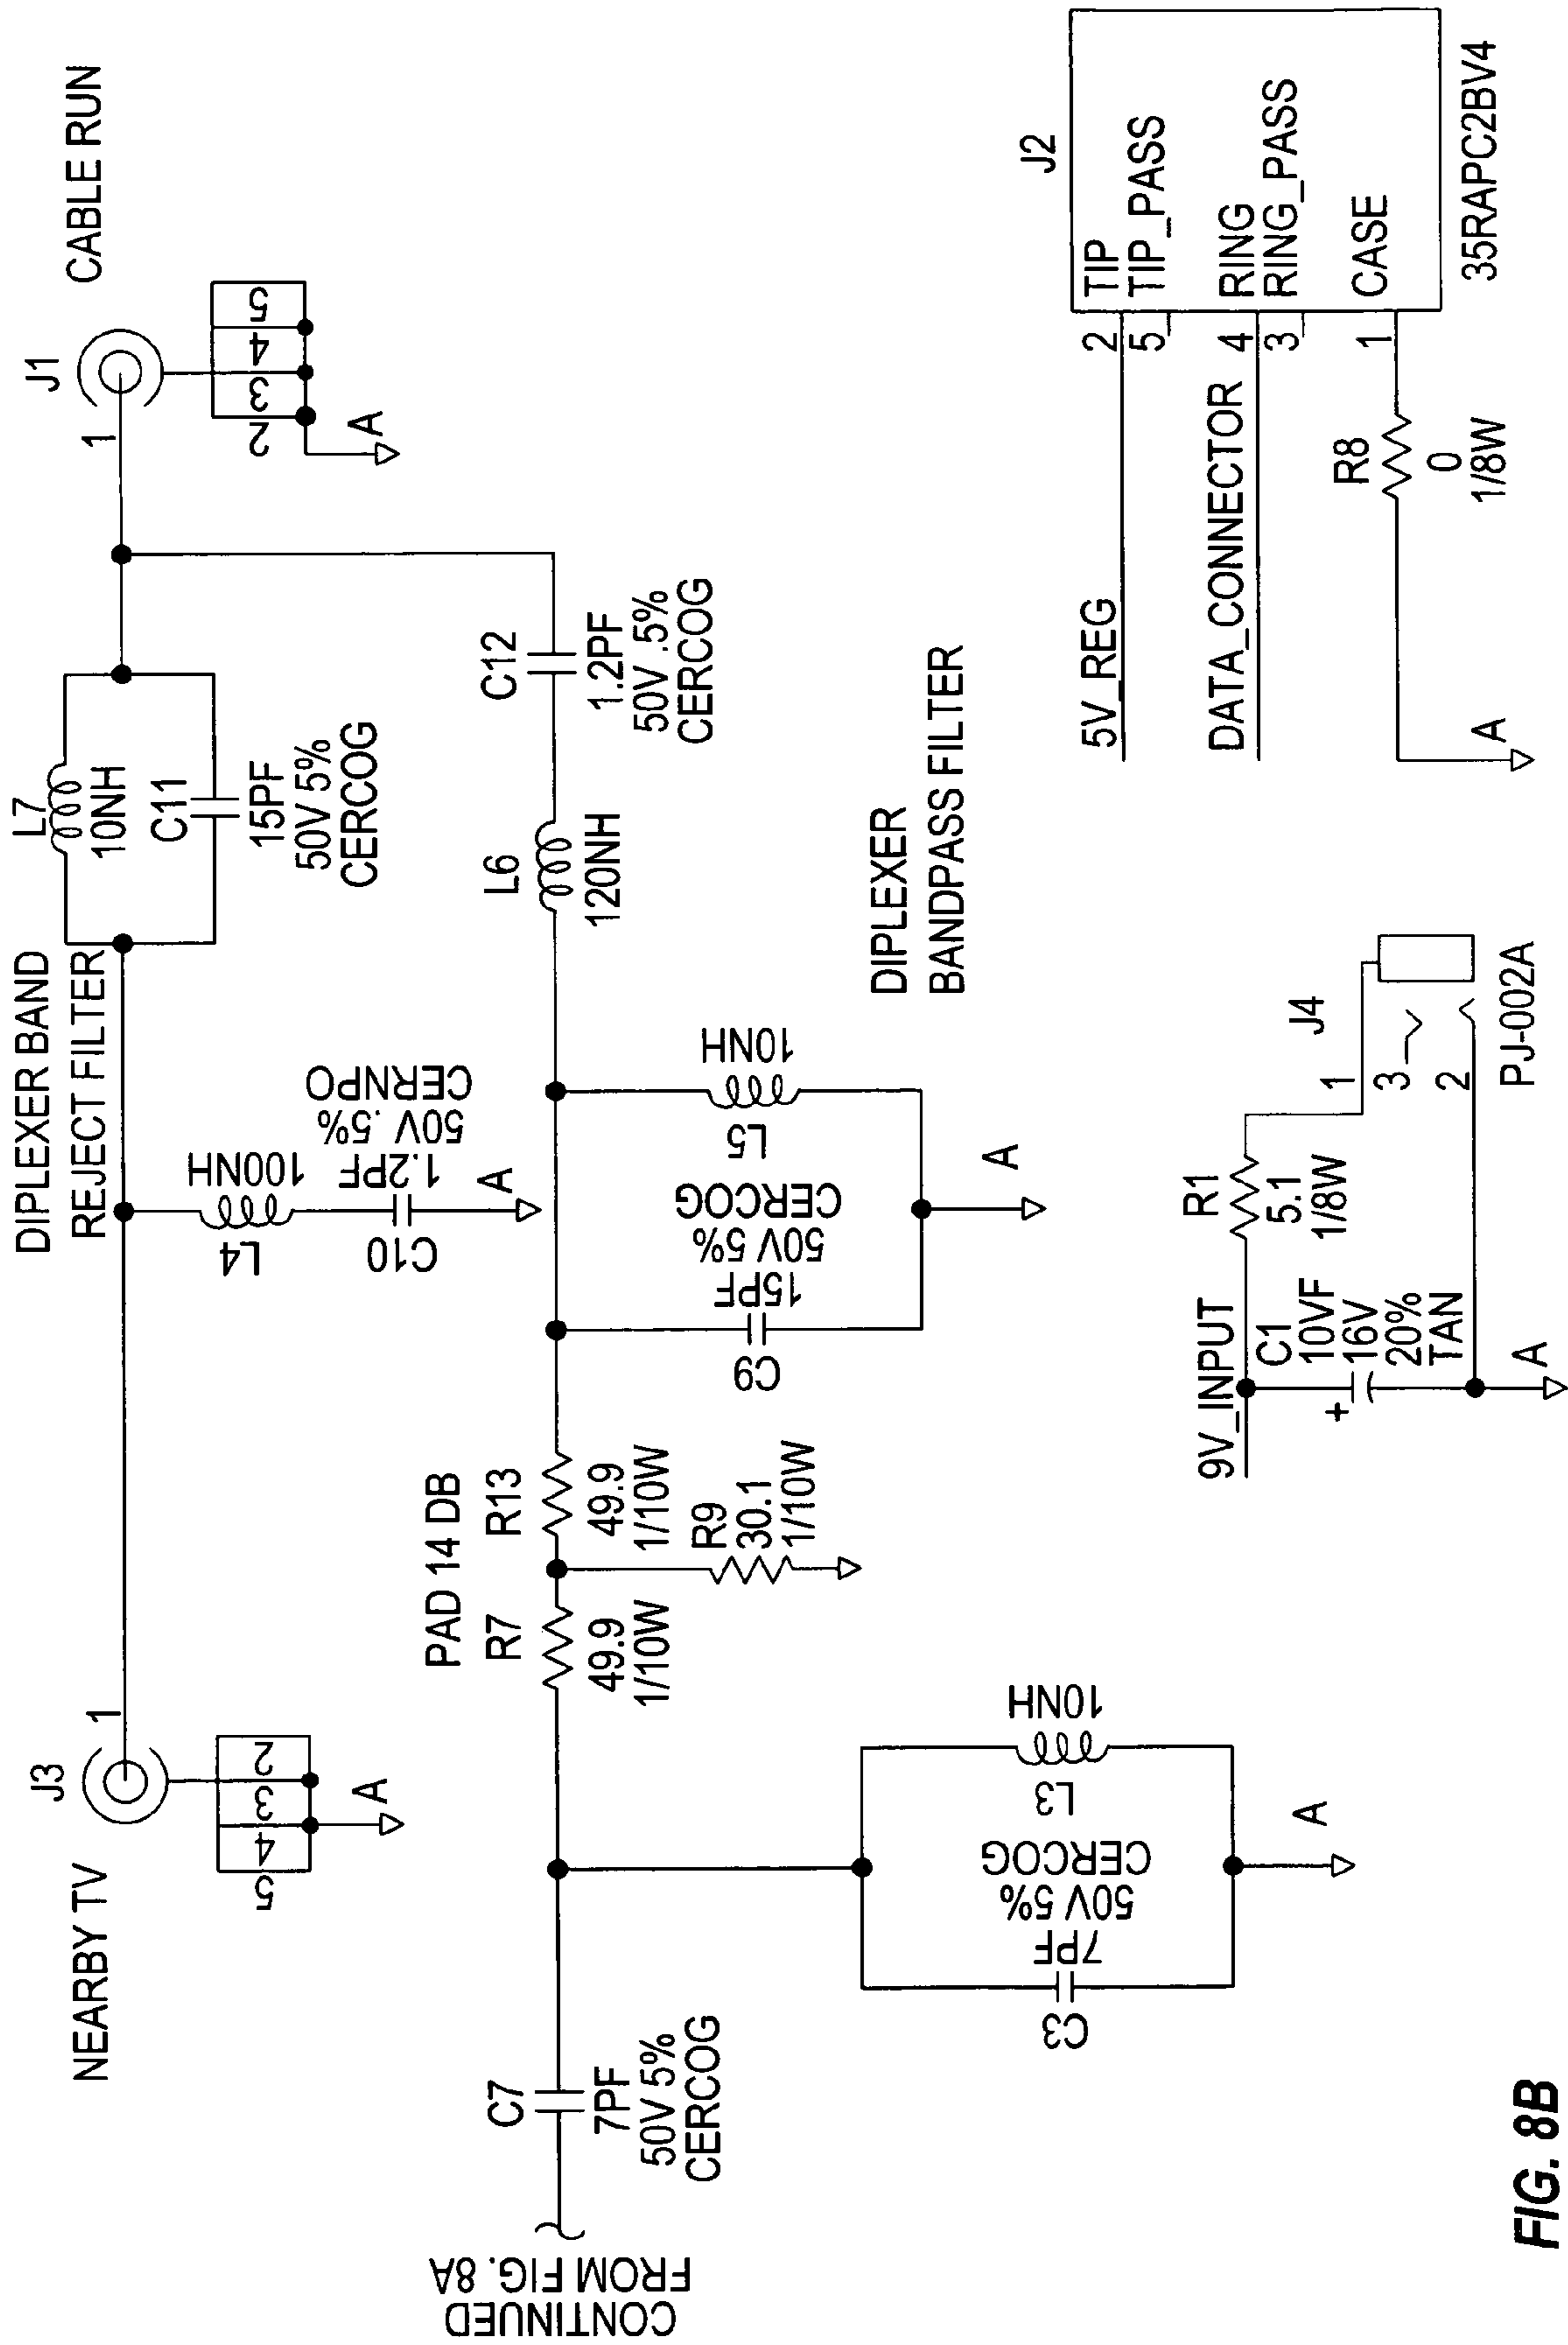 NEARBY TV
J3
1
5
4
3
2
A
DIPLEXER BAND
REJECT FILTER
L7
10NH
C11
15PF
50V 5%
CERCOG
J1
CABLE RUN
1
2
3
4
5
A
L4
100NH
C10
1.2PF
50V .5%
CERNPO
A
CONTINUED
FROM FIG. 8A
C7
7PF
50V 5%
CERCOG
PAD 14 DB
R7
49.9
1/10W
R13
49.9
1/10W
R9
30.1
1/10W
L6
120NH
C12
1.2PF
50V .5%
CERCOG
C3
7PF
50V 5%
CERCOG
L3
10NH
A
C9
15PF
50V 5%
CERCOG
L5
10NH
A
DIPLEXER
BANDPASS FILTER
9V_INPUT
+
C1
10VF
16V
20%
TAN
A
R1
5.1
1/8W
J4
1
3
2
PJ-002A
5V_REG
DATA_CONNECTOR
R8
0
1/8W
A
J2
2 TIP
5 TIP_PASS
4 RING
3 RING_PASS
1 CASE
35RAPC2BV4
FIG. 8B